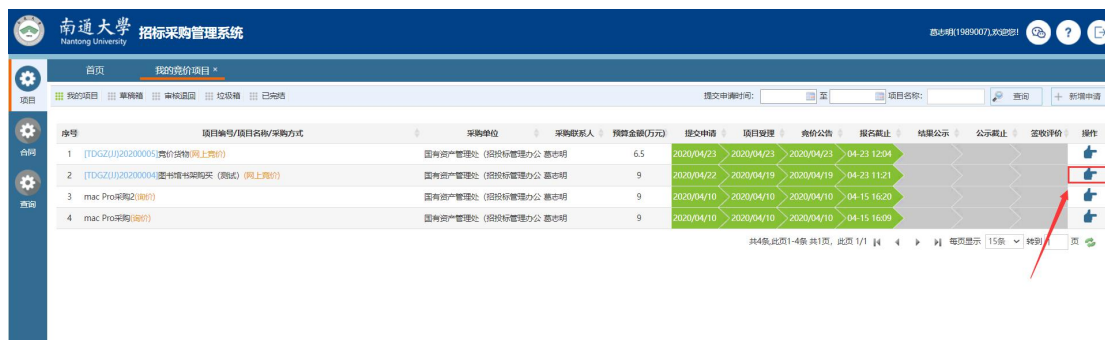 南通大學 招标采购管理系统
Nantong University
葛志明(1989007),欢迎您!
首页 我的竞价项目 ×
项目
我的项目 草稿箱 审核退回 垃圾箱 已完结 提交申请时间: 至 项目名称: 查询 + 新增申请
合同
查询
序号 项目编号/项目名称/采购方式 采购单位 采购联系人 预算金额(万元) 提交申请 项目受理 竞价公告 报名截止 结果公示 公示截止 签收评价 操作
1 [TDGZ(JJ)20200005]竞价货物(网上竞价) 国有资产管理处(招投标管理办公 葛志明 6.5 2020/04/23 2020/04/23 2020/04/23 04-23 12:04
2 [TDGZ(JJ)20200004]图书馆书架购买(测试)(网上竞价) 国有资产管理处(招投标管理办公 葛志明 9 2020/04/22 2020/04/19 2020/04/19 04-23 11:21
3 mac Pro采购2(询价) 国有资产管理处(招投标管理办公 葛志明 9 2020/04/10 2020/04/10 2020/04/10 04-15 16:20
4 mac Pro采购(询价) 国有资产管理处(招投标管理办公 葛志明 9 2020/04/10 2020/04/10 2020/04/10 04-15 16:09
共4条,此页1-4条 共1页, 此页 1/1 每页显示 15条 转到 页